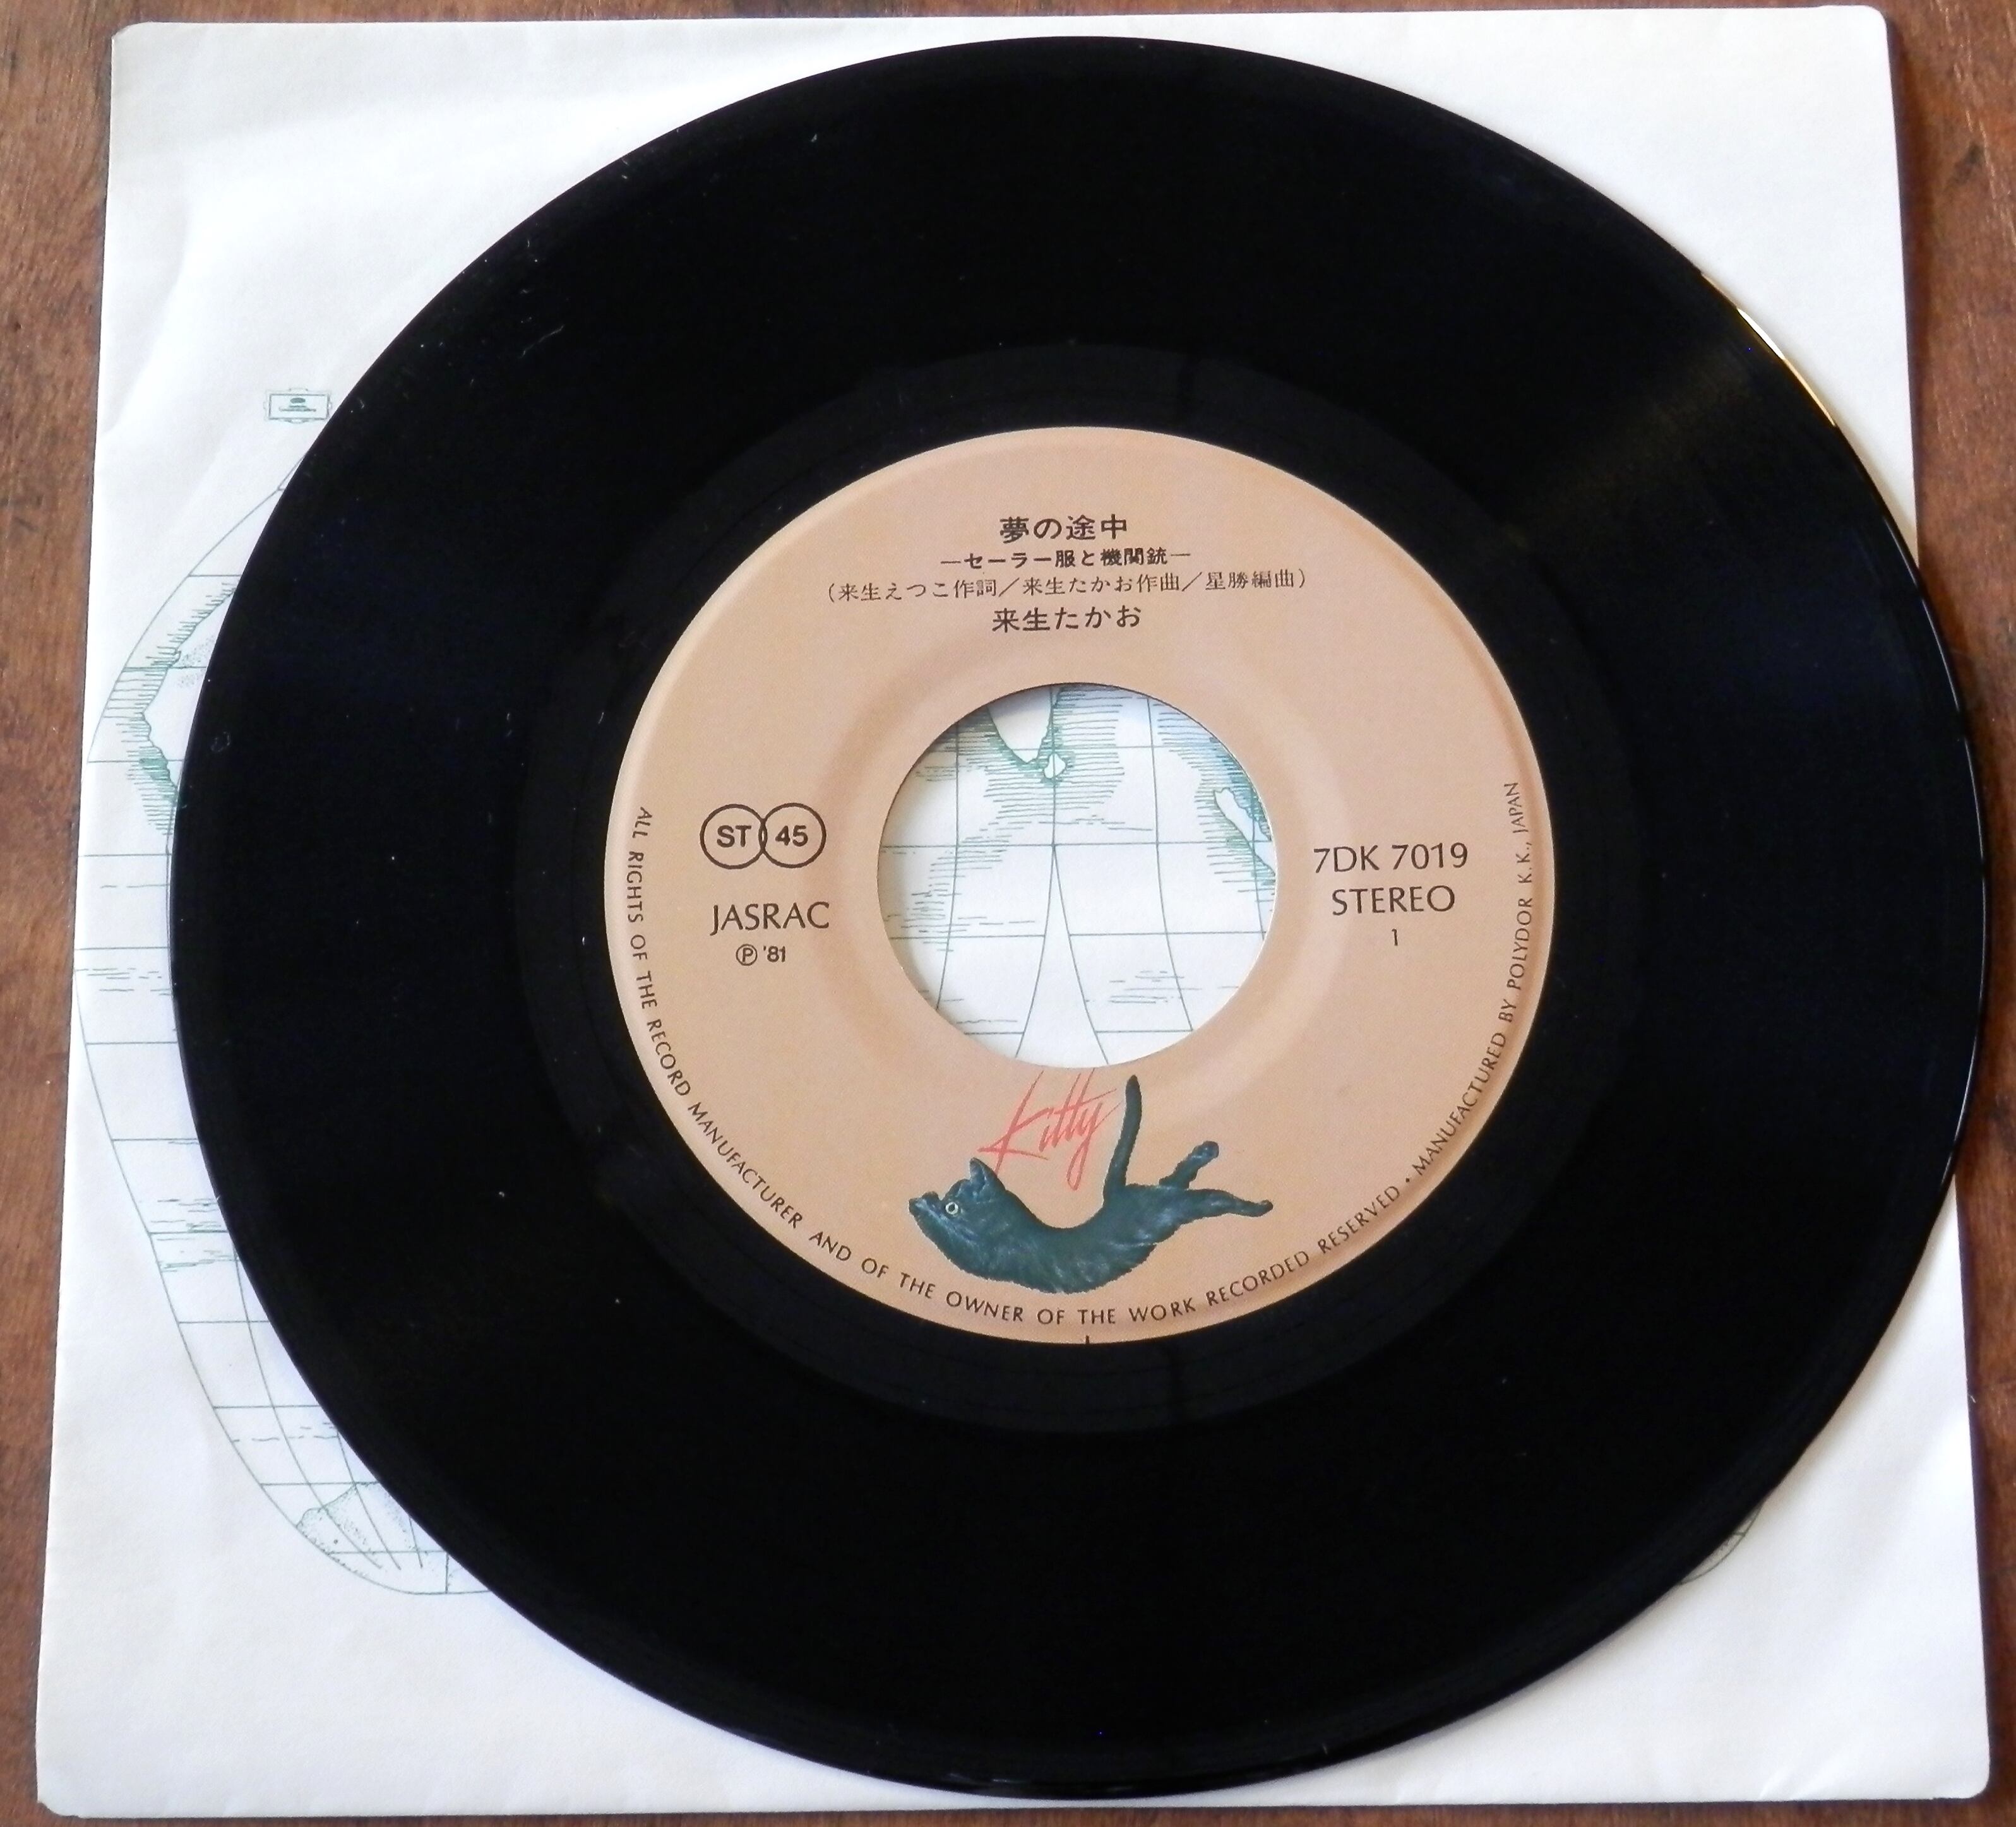 夢の途中
—セーラー服と機関銃—
(来生えつこ作詞／来生たかお作曲／星勝編曲)
来生たかお
ST 45
JASRAC
Ⓟ '81
7DK 7019
STEREO
1
Kitty
ALL RIGHTS OF THE RECORD MANUFACTURER AND OF THE OWNER OF THE WORK RECORDED RESERVED • MANUFACTURED BY POLYDOR K.K., JAPAN